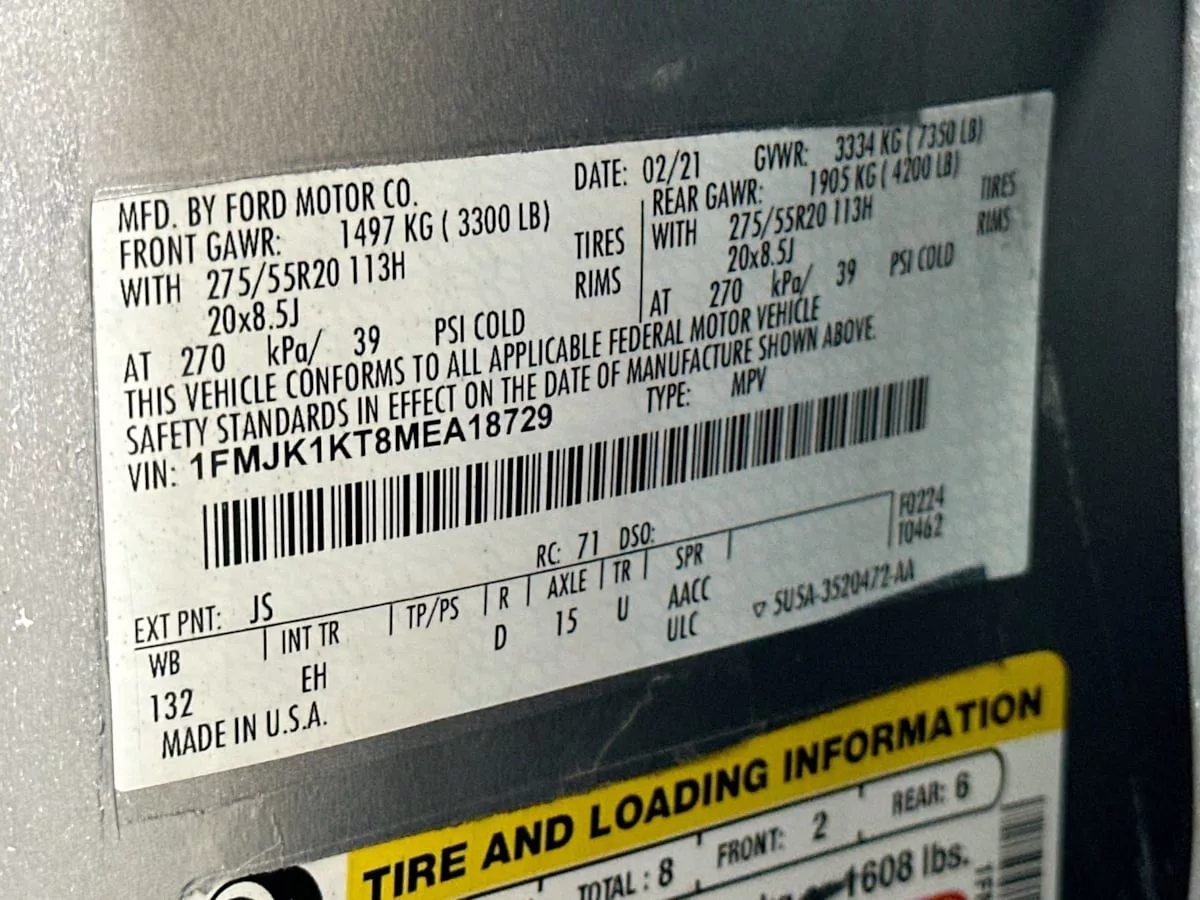 MFD. BY FORD MOTOR CO. DATE: 02/21 GVWR: 3334 KG ( 7350 LB)
FRONT GAWR: 1497 KG ( 3300 LB) REAR GAWR: 1905 KG ( 4200 LB)
WITH 275/55R20 113H TIRES WITH 275/55R20 113H TIRES
20x8.5J RIMS 20x8.5J RIMS
AT 270 kPa/ 39 PSI COLD AT 270 kPa/ 39 PSI COLD
THIS VEHICLE CONFORMS TO ALL APPLICABLE FEDERAL MOTOR VEHICLE
SAFETY STANDARDS IN EFFECT ON THE DATE OF MANUFACTURE SHOWN ABOVE.
VIN: 1FMJK1KT8MEA18729 TYPE: MPV
EXT PNT: JS RC: 71 DSO: F0224
T0462
WB INT TR TP/PS R AXLE TR SPR
132 EH D 15 U AACC
ULC ▽ 5U5A-3520472-AA
MADE IN U.S.A.
TIRE AND LOADING INFORMATION
TOTAL : 8 FRONT: 2 REAR: 6
1608 lbs.